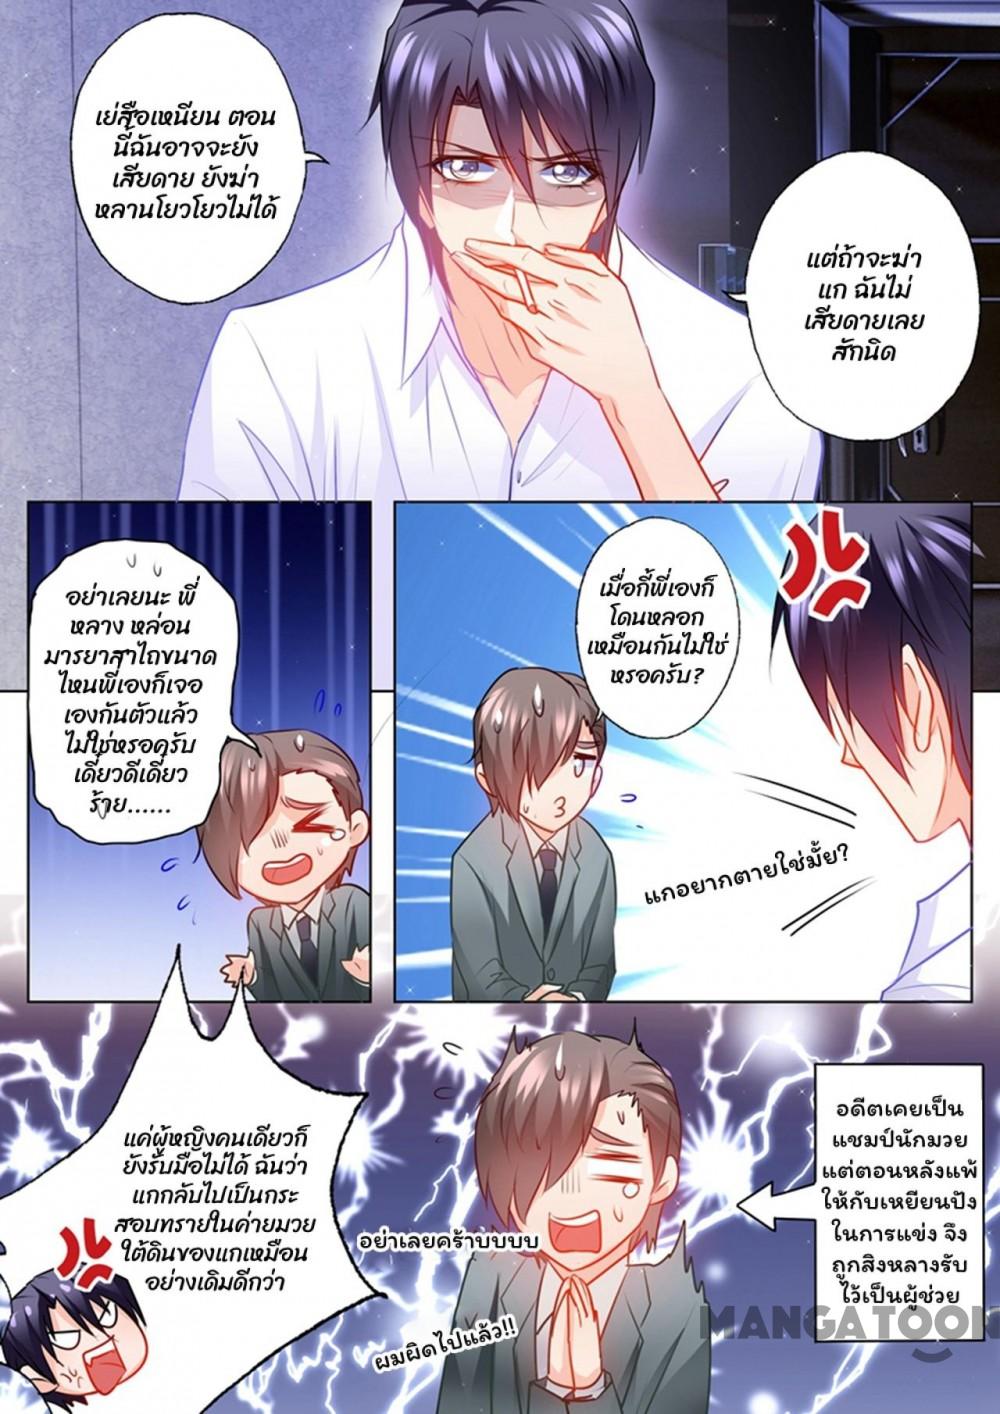 เย่สือเหนียน ตอน
นี้ฉันอาจจะยัง
เสียดาย ยังฆ่า
หลานโยวโยวไม่ได้
แต่ถ้าจะฆ่า
แก ฉันไม่
เสียดายเลย
สักนิด
อย่าเลยนะ พี่
หลาง หล่อน
มารยาสาไถขนาด
ไหนพี่เองก็เจอ
เองกันตัวแล้ว
ไม่ใช่หรอครับ
เดี๋ยวดีเดี๋ยว
ร้าย......
เมื่อกี้พี่เองก็
โดนหลอก
เหมือนกันไม่ใช่
หรอครับ?
แกอยากตายใช่มั้ย?
แค่ผู้หญิงคนเดียวก็
ยังรับมือไม่ได้ ฉันว่า
แกกลับไปเป็นกระ
สอบทรายในค่ายมวย
ใต้ดินของแกเหมือน
อย่างเดิมดีกว่า
อย่าเลยคร้าบบบบ
ผมผิดไปแล้ว!!
อดีตเคยเป็น
แชมป์นักมวย
แต่ตอนหลังแพ้
ให้กับเหยียนปัง
ในการแข่ง จึง
ถูกสิงหลางรับ
ไว้เป็นผู้ช่วย
MANGATOON